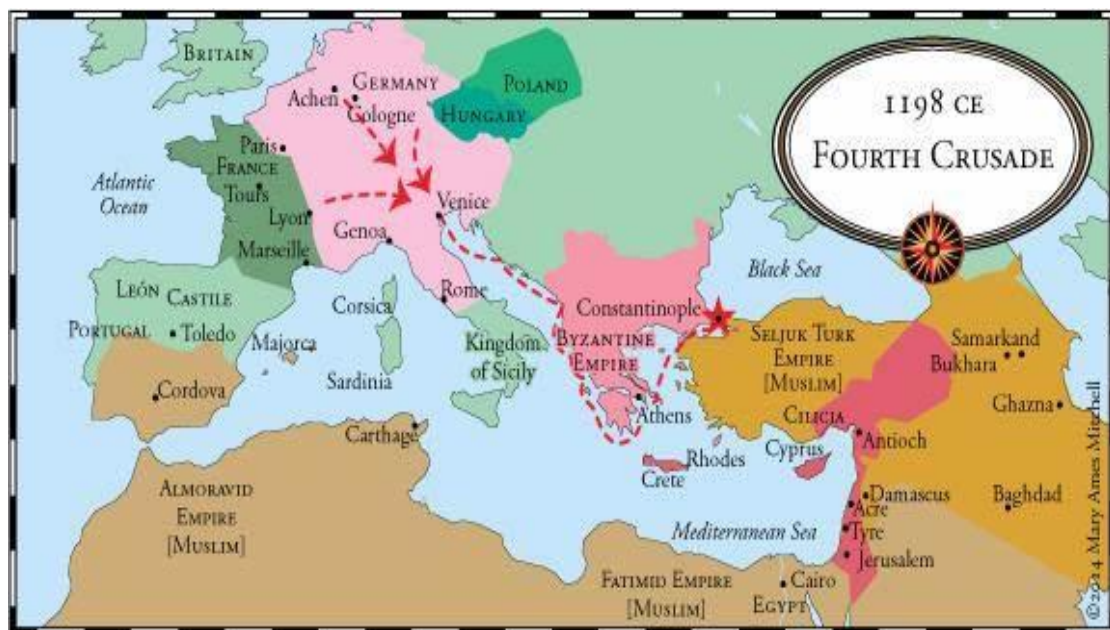 1198 CE
FOURTH CRUSADE
BRITAIN
GERMANY
Achen
Cologne
POLAND
HUNGARY
Paris
FRANCE
Tours
Lyon
Marseille
Atlantic
Ocean
Venice
Genoa
Rome
Corsica
Sardinia
Majorca
LEÓN
CASTILE
PORTUGAL
Toledo
Cordova
Kingdom
of Sicily
Carthage
Black Sea
Constantinople
BYZANTINE
EMPIRE
Athens
SELJUK TURK
EMPIRE
[MUSLIM]
Samarkand
Bukhara
Ghazna
CILICIA
Antioch
Cyprus
Rhodes
Crete
Damascus
Acre
Tyre
Jerusalem
Baghdad
Mediterranean Sea
ALMORAVID
EMPIRE
[MUSLIM]
FATIMID EMPIRE
[MUSLIM]
Cairo
EGYPT
©2024 Mary Ames Mitchell